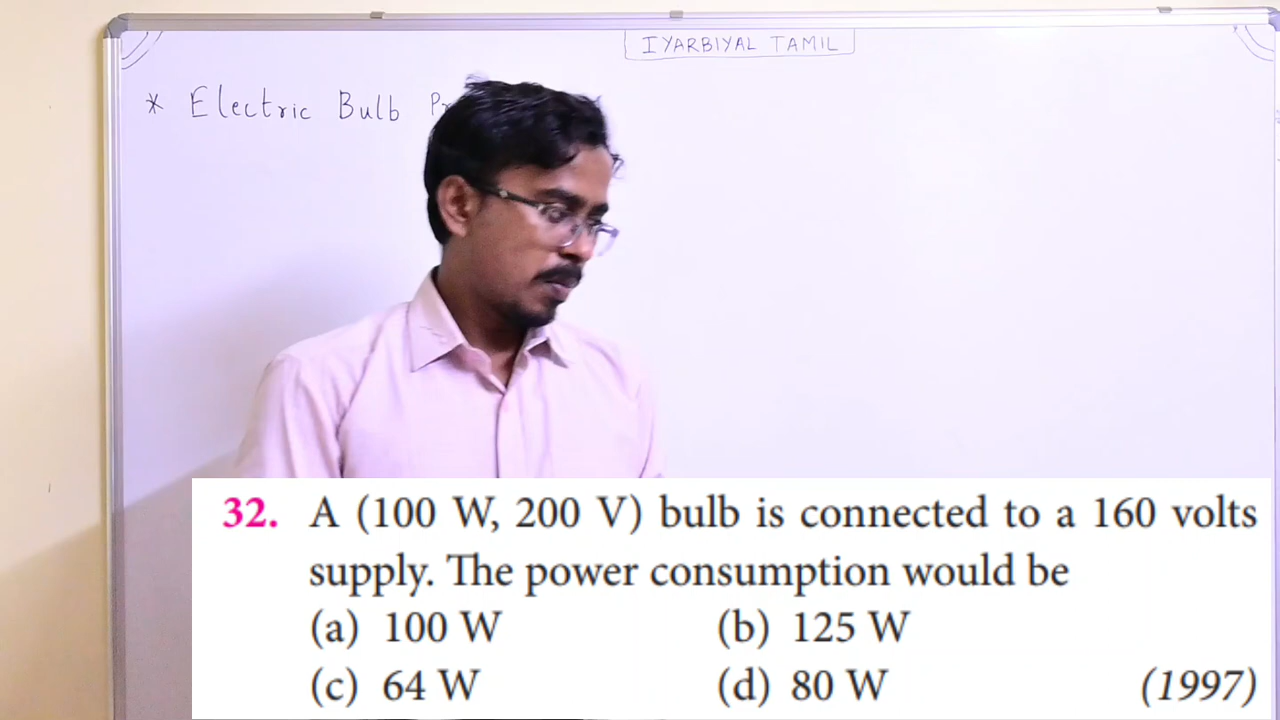 IYARBIYAL TAMIL
* Electric Bulb
32. A (100 W, 200 V) bulb is connected to a 160 volts
supply. The power consumption would be
(a) 100 W (b) 125 W
(c) 64 W (d) 80 W (1997)